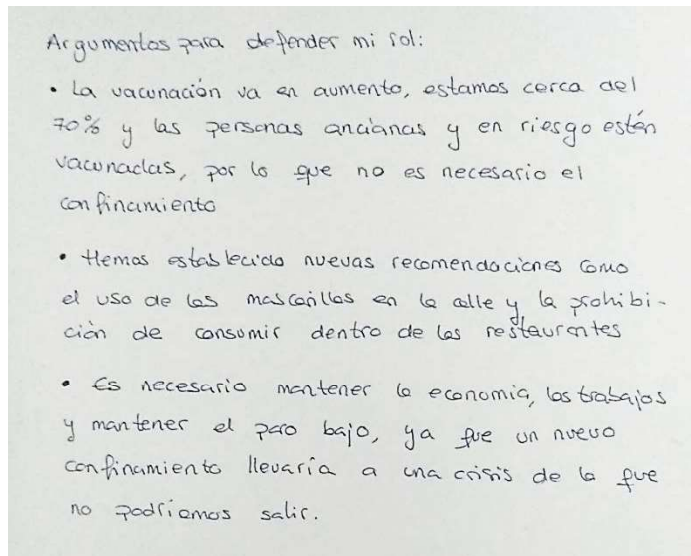 Argumentos para defender mi rol:
• La vacunación va en aumento, estamos cerca del
70% y las personas ancianas y en riesgo están
vacunadas, por lo que no es necesario el
confinamiento
• Hemos establecido nuevas recomendaciones como
el uso de las mascarillas en la calle y la prohibi-
ción de consumir dentro de los restaurantes
• Es necesario mantener la economia, los trabajos
y mantener el paro bajo, ya que un nuevo
confinamiento llevaría a una crisis de la que
no podríamos salir.